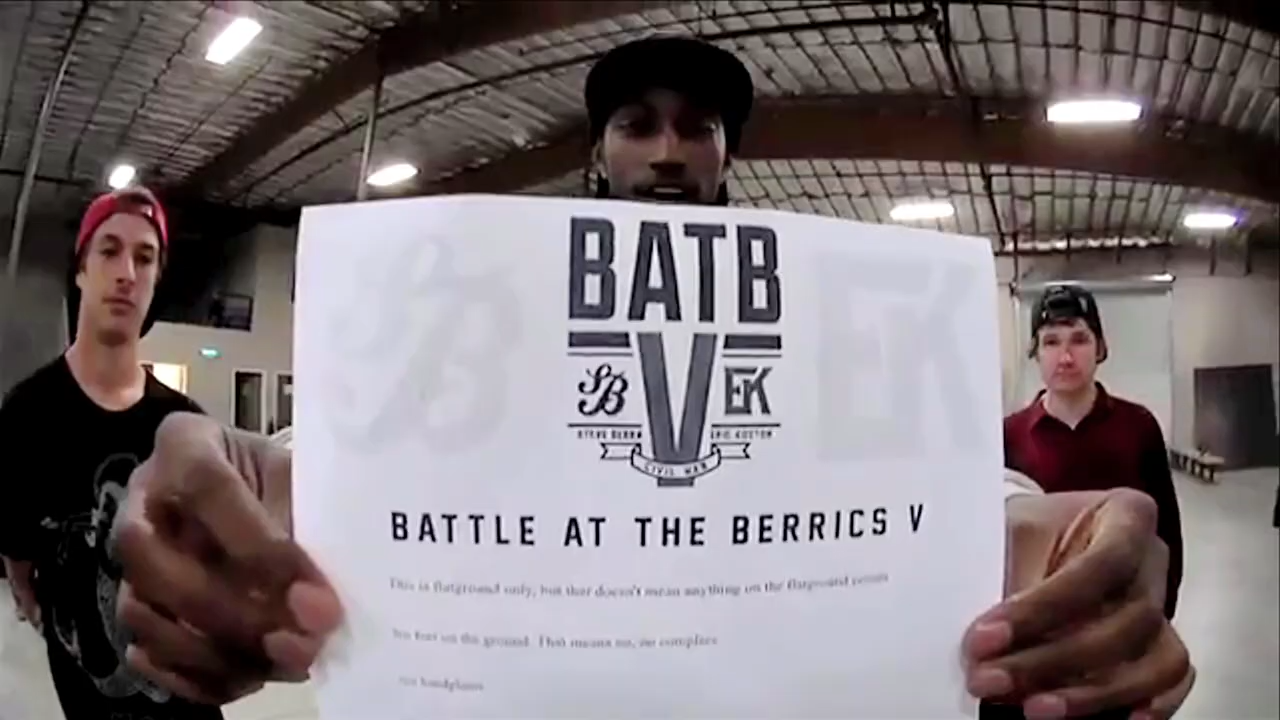 BATB
V
SB EK
STEVE BERRA ERIC KOSTON
CIVIL WAR
BATTLE AT THE BERRICS V
This is flatground only, but that doesn't mean anything on the flatground counts
No feet on the ground. That means no, no complies
no handplants
SB EK